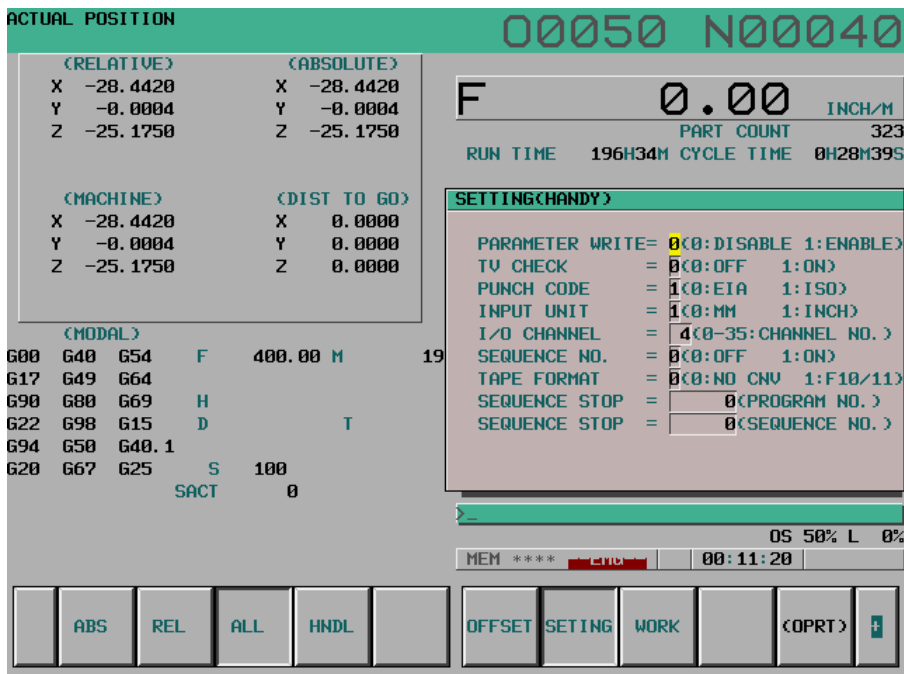 ACTUAL POSITION
O0050 N00040
(RELATIVE) (ABSOLUTE)
X -28.4420 X -28.4420
Y -0.0004 Y -0.0004
Z -25.1750 Z -25.1750
(MACHINE) (DIST TO GO)
X -28.4420 X 0.0000
Y -0.0004 Y 0.0000
Z -25.1750 Z 0.0000
(MODAL)
G00 G40 G54 F 400.00 M 19
G17 G49 G64
G90 G80 G69 H
G22 G98 G15 D T
G94 G50 G40.1
G20 G67 G25 S 100
SACT 0
F 0.00 INCH/M
PART COUNT 323
RUN TIME 196H34M CYCLE TIME 0H28M39S
SETTING(HANDY)
PARAMETER WRITE= 0(0:DISABLE 1:ENABLE)
TV CHECK = 0(0:OFF 1:ON)
PUNCH CODE = 1(0:EIA 1:ISO)
INPUT UNIT = 1(0:MM 1:INCH)
I/O CHANNEL = 4(0-35:CHANNEL NO.)
SEQUENCE NO. = 0(0:OFF 1:ON)
TAPE FORMAT = 0(0:NO CNV 1:F10/11)
SEQUENCE STOP = 0(PROGRAM NO.)
SEQUENCE STOP = 0(SEQUENCE NO.)
>_
OS 50% L 0%
MEM **** --EMG-- 00:11:20
ABS REL ALL HNDL
OFFSET SETING WORK (OPRT) +